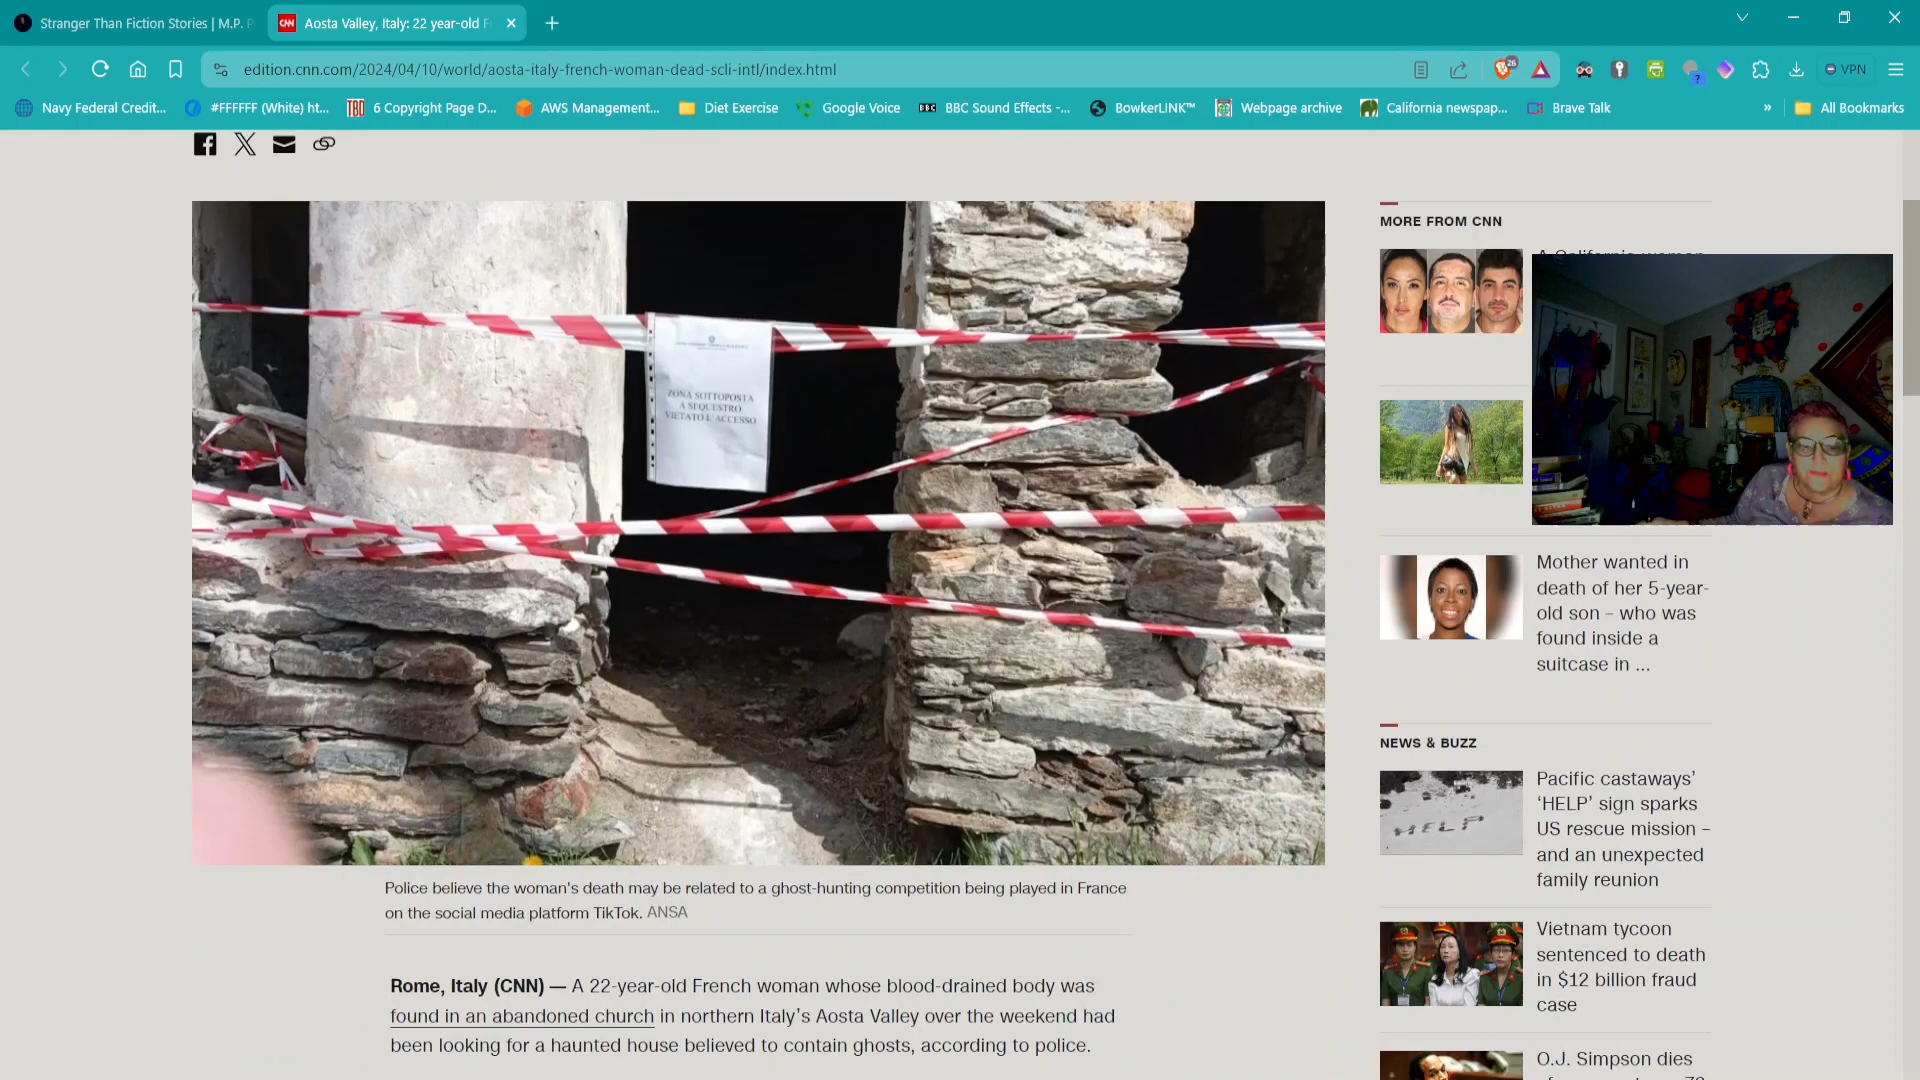 Stranger Than Fiction Stories | M.P. P
CNN
Aosta Valley, Italy: 22 year-old F
edition.cnn.com/2024/04/10/world/aosta-italy-french-woman-dead-scli-intl/index.html
26
VPN
Navy Federal Credit...
#FFFFFF (White) ht...
TBD
6 Copyright Page D...
AWS Management...
Diet Exercise
Google Voice
BBC
BBC Sound Effects -...
BowkerLINK™
Webpage archive
California newspap...
Brave Talk
»
All Bookmarks
ZONA SOTTOPOSTA
A SEQUESTRO
VIETATO L'ACCESSO
Police believe the woman's death may be related to a ghost-hunting competition being played in France
on the social media platform TikTok. ANSA
Rome, Italy (CNN) — A 22-year-old French woman whose blood-drained body was
found in an abandoned church in northern Italy's Aosta Valley over the weekend had
been looking for a haunted house believed to contain ghosts, according to police.
MORE FROM CNN
A California woman
Mother wanted in
death of her 5-year-
old son – who was
found inside a
suitcase in ...
NEWS & BUZZ
HELP
Pacific castaways'
'HELP' sign sparks
US rescue mission –
and an unexpected
family reunion
Vietnam tycoon
sentenced to death
in $12 billion fraud
case
O.J. Simpson dies